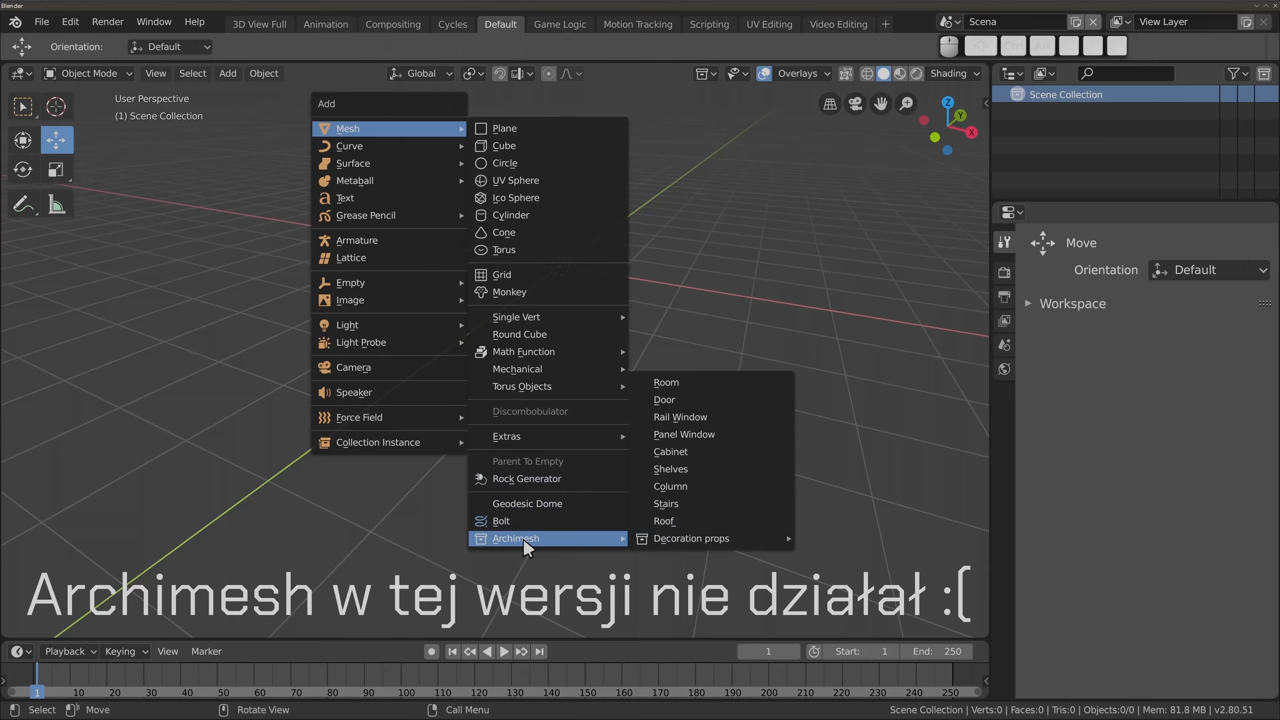 Blender
File Edit Render Window Help
3D View Full Animation Compositing Cycles Default Game Logic Motion Tracking Scripting UV Editing Video Editing +
Scena
View Layer
Orientation: Default
Ctrl Alt
Object Mode View Select Add Object
Global
Overlays
Shading
User Perspective
(1) Scene Collection
Z
Y
X
Add
Mesh
Curve
Surface
Metaball
Text
Grease Pencil
Armature
Lattice
Empty
Image
Light
Light Probe
Camera
Speaker
Force Field
Collection Instance
Plane
Cube
Circle
UV Sphere
Ico Sphere
Cylinder
Cone
Torus
Grid
Monkey
Single Vert
Round Cube
Math Function
Mechanical
Torus Objects
Discombobulator
Extras
Parent To Empty
Rock Generator
Geodesic Dome
Bolt
Archimesh
Room
Door
Rail Window
Panel Window
Cabinet
Shelves
Column
Stairs
Roof
Decoration props
Scene Collection
Move
Orientation Default
Workspace
Archimesh w tej wersji nie działał :(
Playback Keying View Marker
1
Start: 1
End: 250
1 10 20 30 40 50 60 70 80 90 100 110 120 130 140 150 160 170 180 190 200 210 220 230 240 250
Select Move Rotate View Call Menu
Scene Collection | Verts:0 | Faces:0 | Tris:0 | Objects:0/0 | Mem: 81.8 MB | v2.80.51